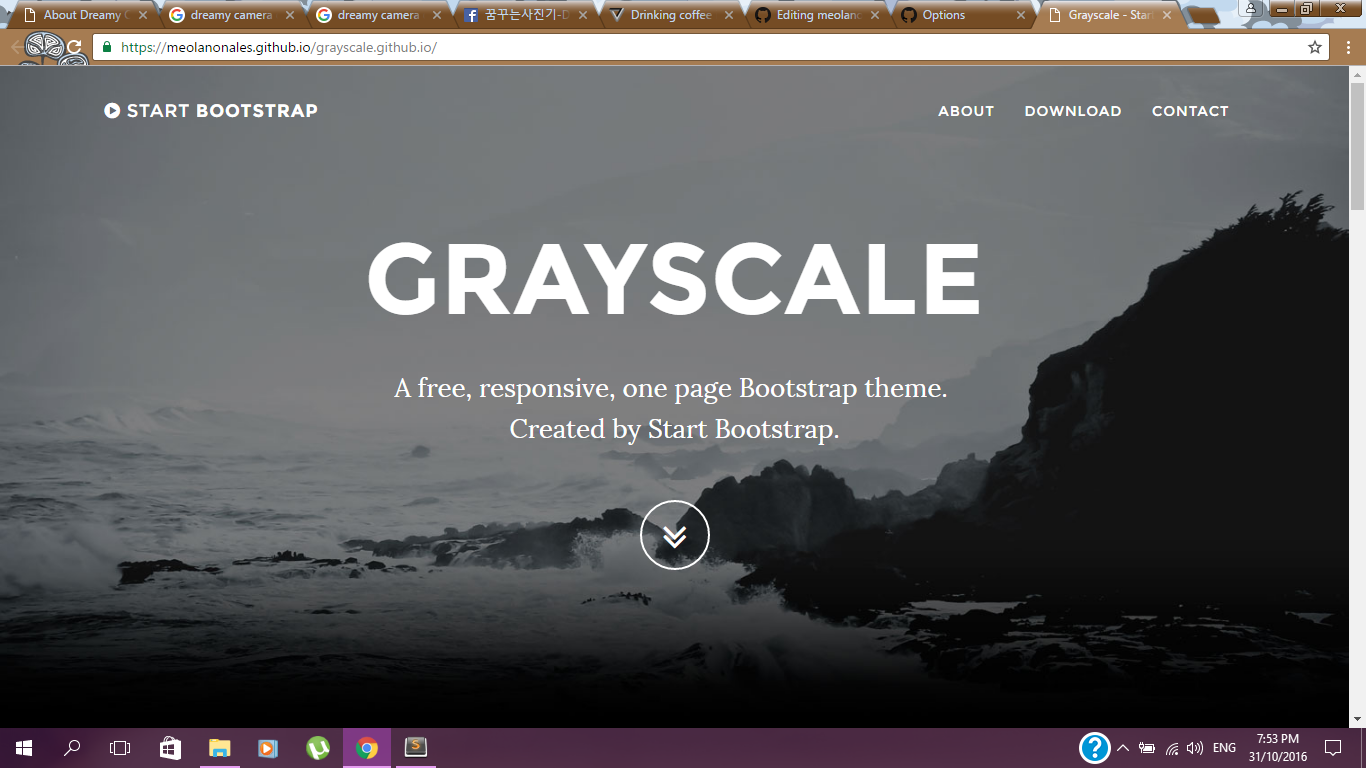 About Dreamy
dreamy camera
dreamy camera
꿈꾸는사진기-D
Drinking coffee
Editing meolano
Options
Grayscale - Start
https://meolanonales.github.io/grayscale.github.io/
START BOOTSTRAP
ABOUT
DOWNLOAD
CONTACT
GRAYSCALE
A free, responsive, one page Bootstrap theme.
Created by Start Bootstrap.
ENG
7:53 PM
31/10/2016